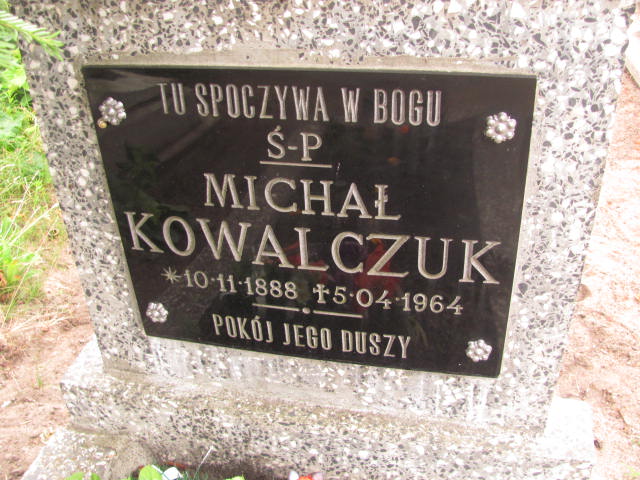 TU SPOCZYWA W BOGU
Ś-P
MICHAŁ
KOWALCZUK
*10·11·1888 ✝5·04·1964
POKÓJ JEGO DUSZY